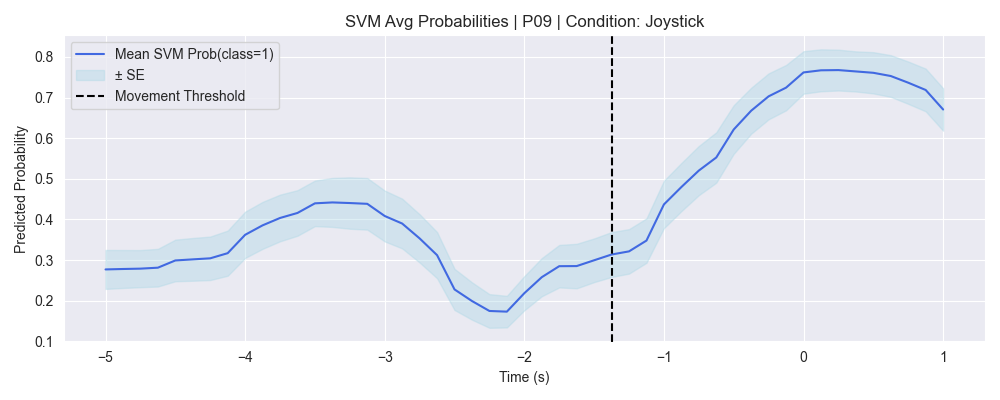 SVM Avg Probabilities | P09 | Condition: Joystick
Mean SVM Prob(class=1)
± SE
Movement Threshold
Predicted Probability
0.8
0.7
0.6
0.5
0.4
0.3
0.2
0.1
−5
−4
−3
−2
−1
0
1
Time (s)